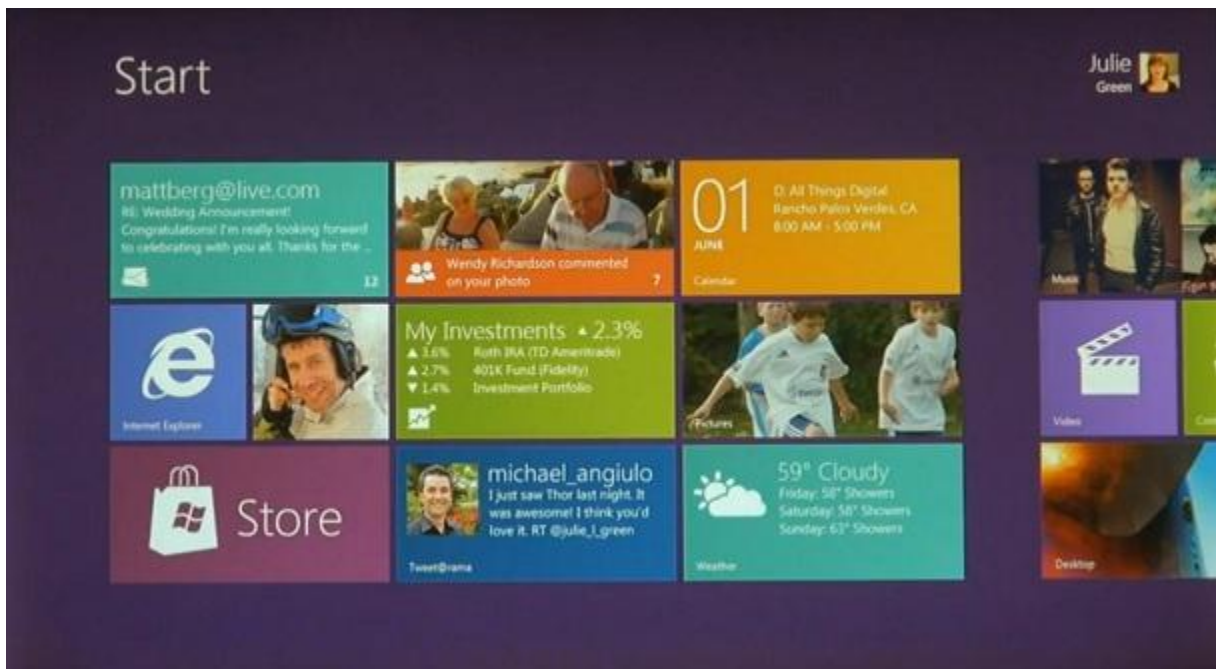 Start
Julie
Green
mattberg@live.com
RE: Wedding Announcement!
Congratulations! I'm really looking forward
to celebrating with you all. Thanks for the ...
12
Wendy Richardson commented
on your photo
7
01
JUNE
D: All Things Digital
Rancho Palos Verdes, CA
8:00 AM - 5:00 PM
Calendar
Music
Internet Explorer
My Investments ▲ 2.3%
▲ 3.6% Roth IRA (TD Ameritrade)
▲ 2.7% 401K Fund (Fidelity)
▼ 1.4% Investment Portfolio
Pictures
Video
Store
michael_angiulo
I just saw Thor last night. It
was awesome! I think you'd
love it. RT @julie_l_green
Tweet@rama
59° Cloudy
Friday: 58° Showers
Saturday: 58° Showers
Sunday: 63° Showers
Weather
Desktop